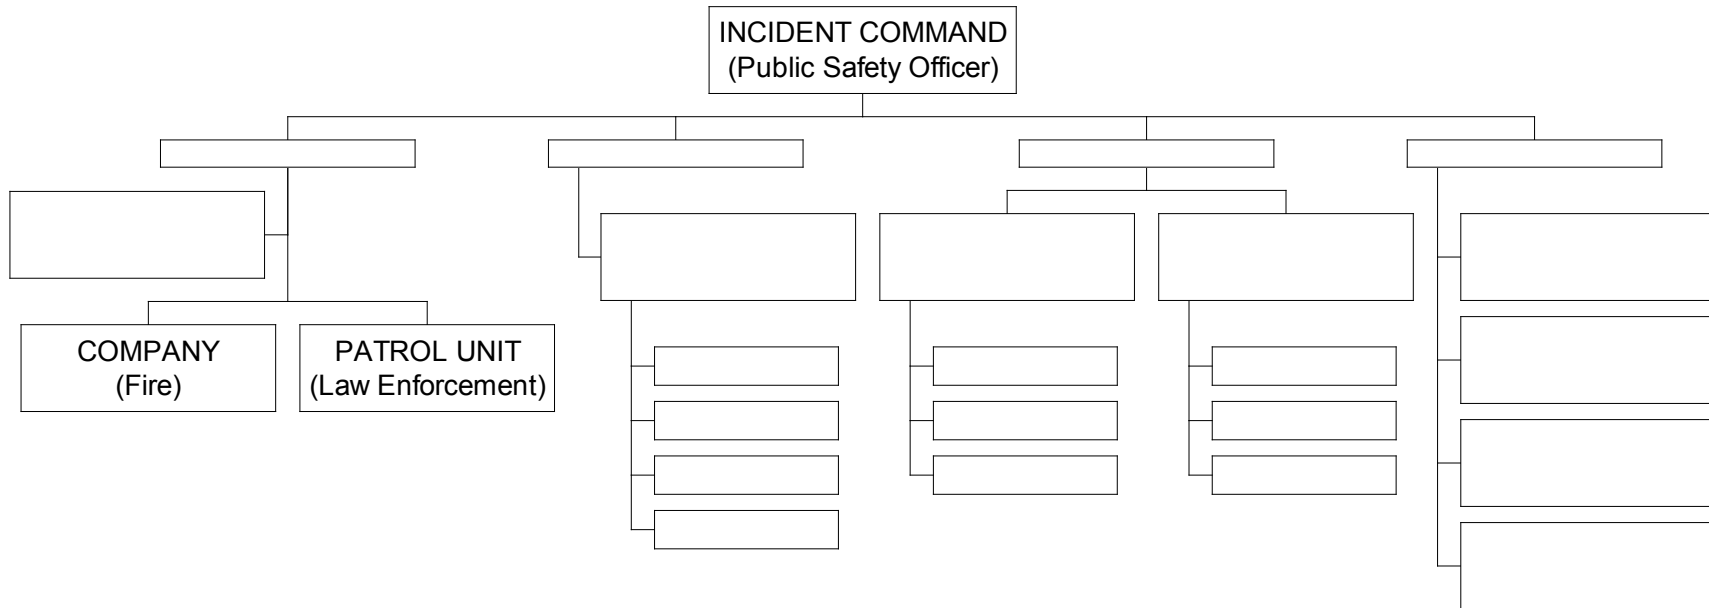 INCIDENT COMMAND
(Public Safety Officer)
COMPANY
(Fire)
PATROL UNIT
(Law Enforcement)